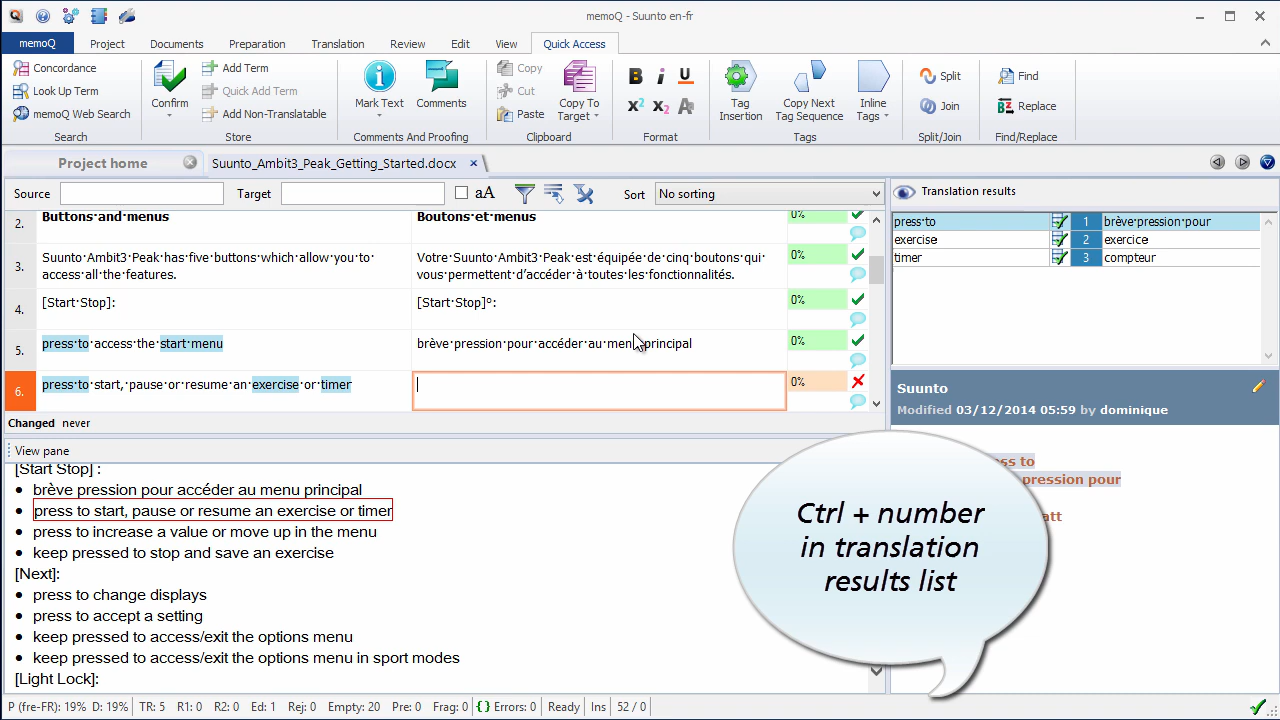 memoQ - Suunto en-fr
memoQ Project Documents Preparation Translation Review Edit View Quick Access
Concordance
Look Up Term
memoQ Web Search
Search
Confirm
Add Term
Quick Add Term
Add Non-Translatable
Store
Mark Text
Comments
Comments And Proofing
Copy
Cut
Paste
Copy To Target
Clipboard
B i U
x² x₂ A
Format
Tag Insertion
Copy Next Tag Sequence
Inline Tags
Tags
Split
Join
Split/Join
Find
Replace
Find/Replace
Project home
Suunto_Ambit3_Peak_Getting_Started.docx
Source
Target
aA
Sort No sorting
2. Buttons·and·menus Boutons·et·menus 0%
3. Suunto·Ambit3·Peak·has·five·buttons·which·allow·you·to· Votre·Suunto·Ambit3·Peak·est·équipée·de·cinq·boutons·qui· 0%
access·all·the·features. vous·permettent·d'accéder·à·toutes·les·fonctionnalités.
4. [Start·Stop]: [Start·Stop]°: 0%
5. press·to·access·the·start·menu brève·pression·pour·accéder·au·menu principal 0%
6. press·to·start,·pause·or·resume·an·exercise·or·timer 0%
Changed never
View pane
[Start Stop] :
• brève pression pour accéder au menu principal
• press to start, pause or resume an exercise or timer
• press to increase a value or move up in the menu
• keep pressed to stop and save an exercise
[Next]:
• press to change displays
• press to accept a setting
• keep pressed to access/exit the options menu
• keep pressed to access/exit the options menu in sport modes
[Light Lock]:
Translation results
press to 1 brève pression pour
exercise 2 exercice
timer 3 compteur
Suunto
Modified 03/12/2014 05:59 by dominique
to
pression pour
Ctrl + number
in translation
results list
P (fre-FR): 19% D: 19% TR: 5 R1: 0 R2: 0 Ed: 1 Rej: 0 Empty: 20 Pre: 0 Frag: 0 {} Errors: 0 Ready Ins 52 / 0